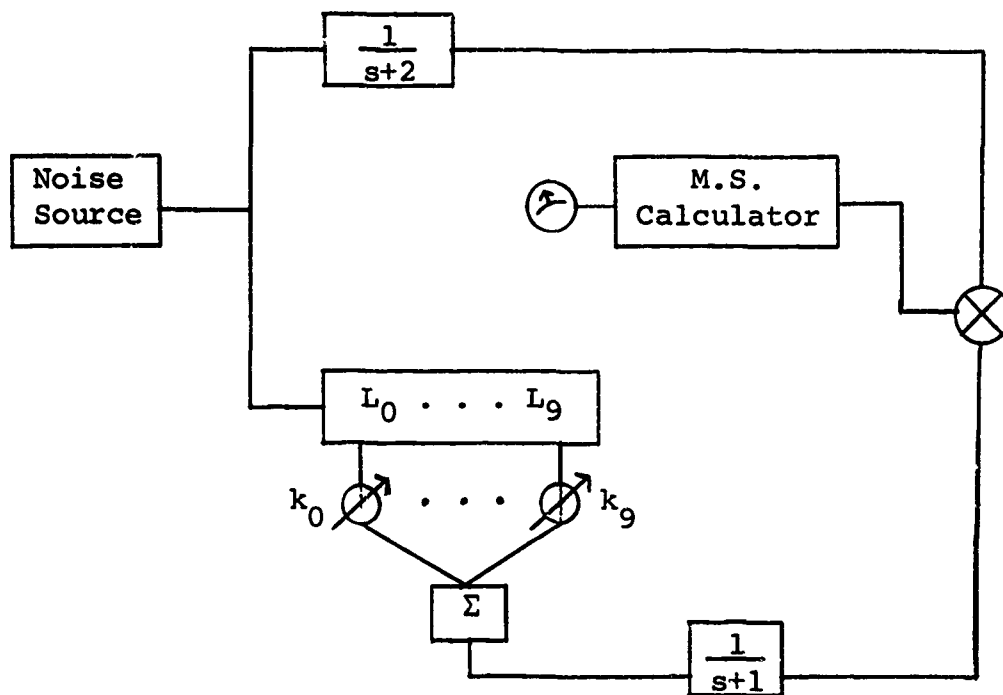 1
s+2
Noise
Source
M.S.
Calculator
L₀ . . . L₉
k₀ . . . k₉
Σ
1
s+1